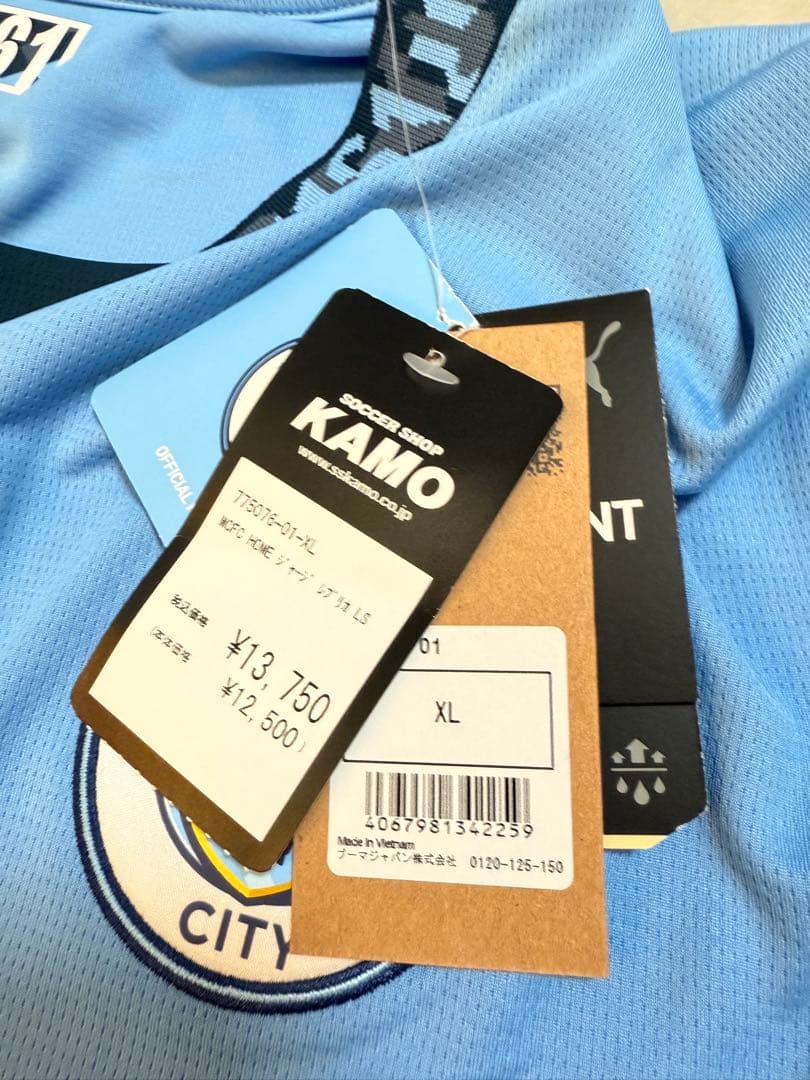 61
OFFICIAL
SOCCER SHOP
KAMO
www.sskamo.co.jp
775076-01-XL
MCFC HOME ジャージ レプリカ LS
税込価格 ¥13,750
(本体価格 ¥12,500)
NT
01
XL
4067981342259
Made in Vietnam
プーマジャパン株式会社 0120-125-150
CITY